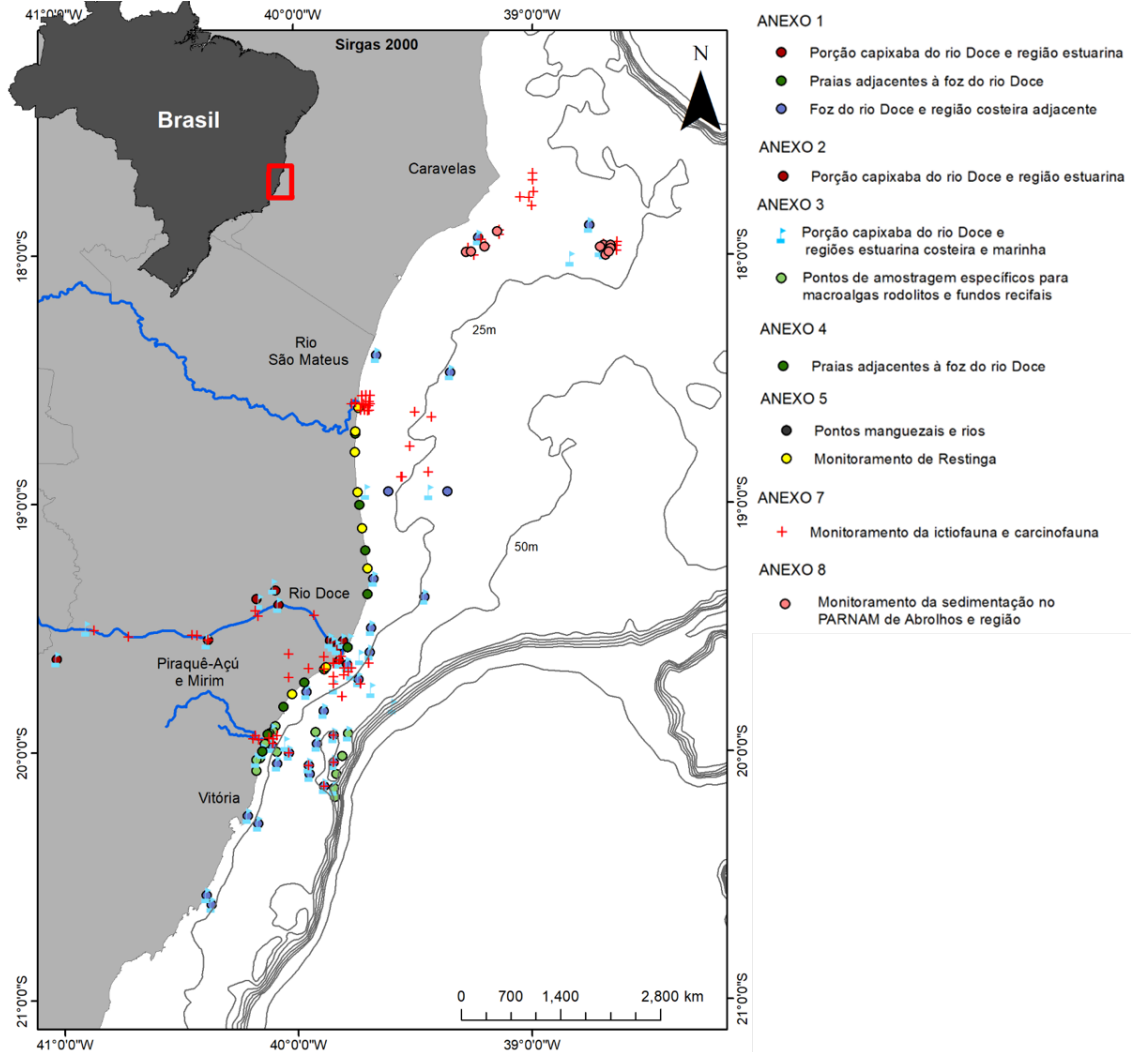 41°0'0"W
40°0'0"W
39°0'0"W
Sirgas 2000
N
Brasil
Caravelas
18°0'0"S
18°0'0"S
25m
Rio
São Mateus
19°0'0"S
19°0'0"S
50m
Rio Doce
Piraquê-Açú
e Mirim
20°0'0"S
20°0'0"S
Vitória
21°0'0"S
21°0'0"S
0 700 1,400 2,800 km
41°0'0"W
40°0'0"W
39°0'0"W
ANEXO 1
Porção capixaba do rio Doce e região estuarina
Praias adjacentes à foz do rio Doce
Foz do rio Doce e região costeira adjacente
ANEXO 2
Porção capixaba do rio Doce e região estuarina
ANEXO 3
Porção capixaba do rio Doce e
regiões estuarina costeira e marinha
Pontos de amostragem específicos para
macroalgas rodolitos e fundos recifais
ANEXO 4
Praias adjacentes à foz do rio Doce
ANEXO 5
Pontos manguezais e rios
Monitoramento de Restinga
ANEXO 7
Monitoramento da ictiofauna e carcinofauna
ANEXO 8
Monitoramento da sedimentação no
PARNAM de Abrolhos e região